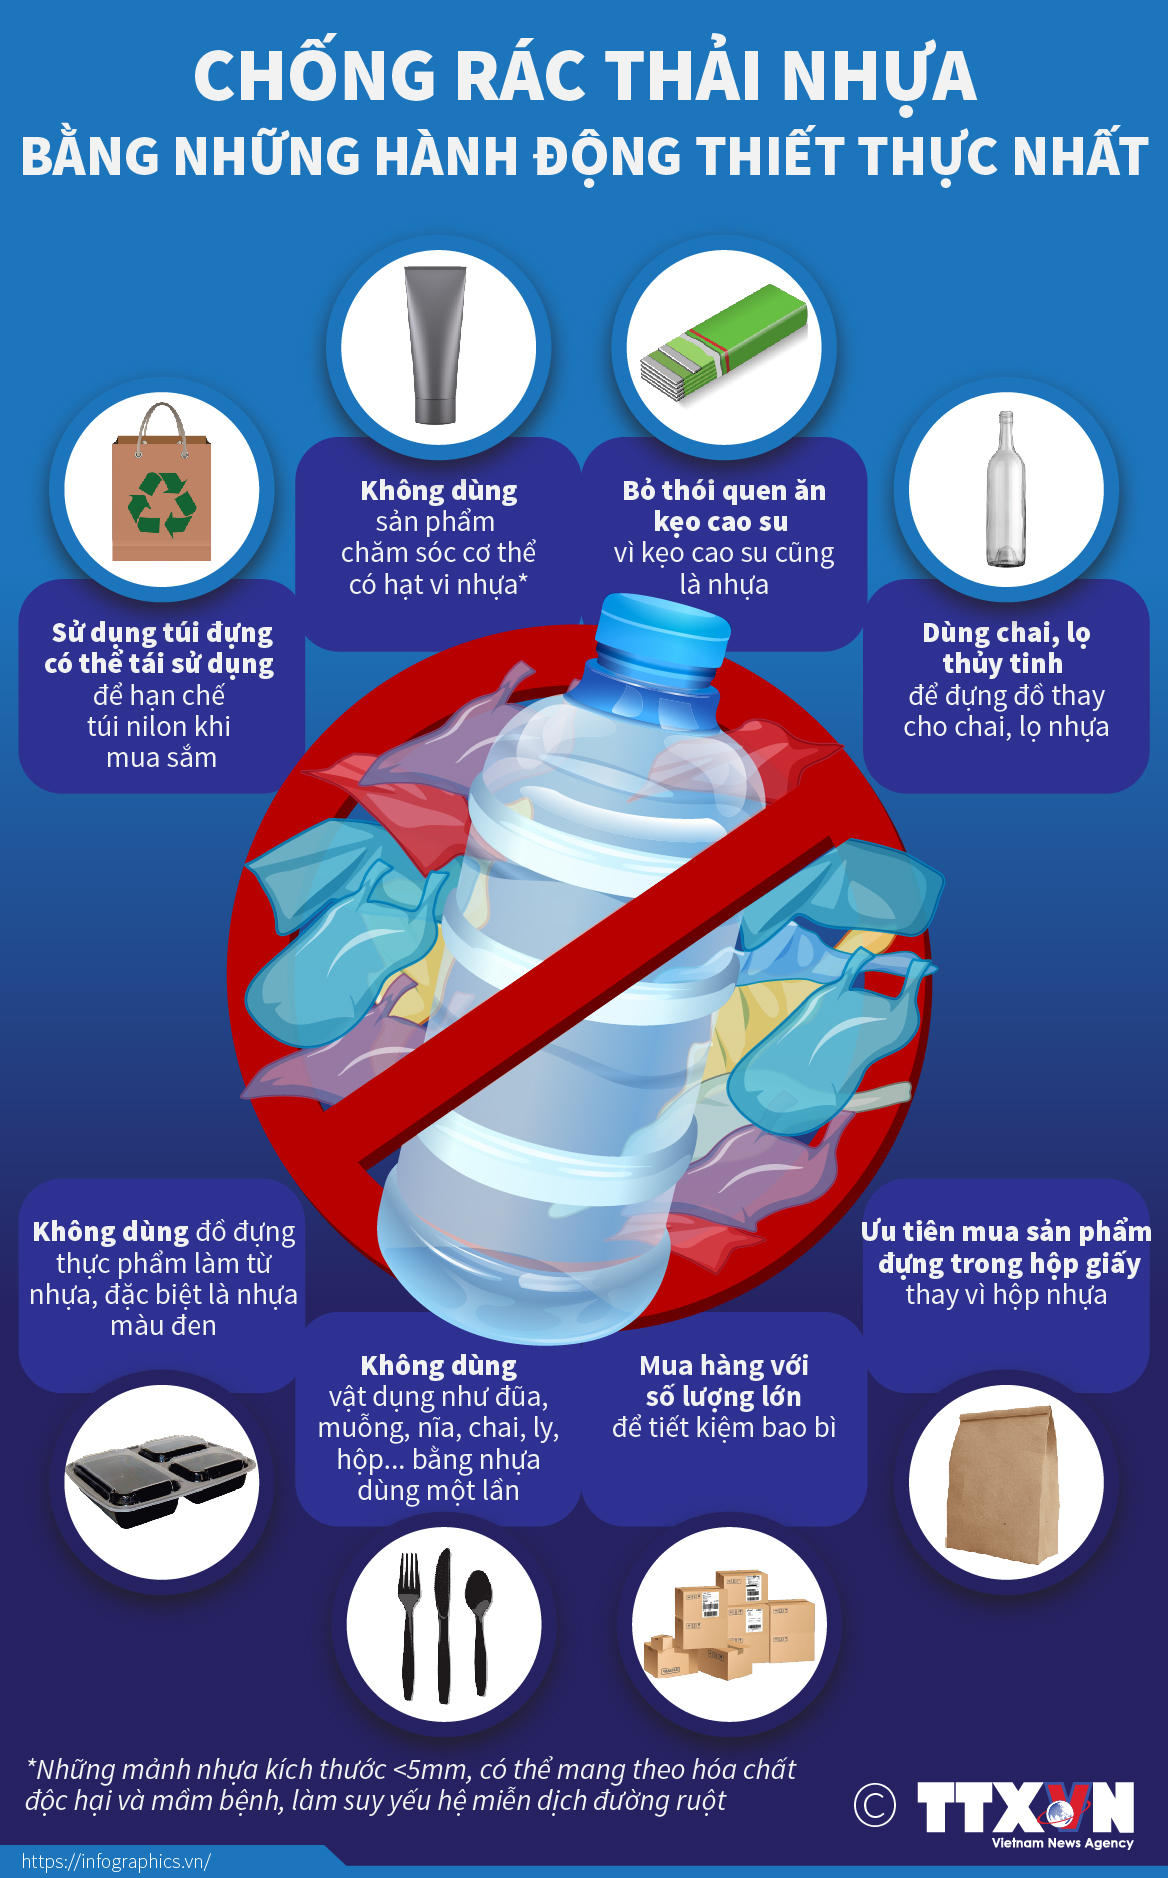 CHỐNG RÁC THẢI NHỰA
BẰNG NHỮNG HÀNH ĐỘNG THIẾT THỰC NHẤT
Sử dụng túi đựng
có thể tái sử dụng
để hạn chế
túi nilon khi
mua sắm
Không dùng
sản phẩm
chăm sóc cơ thể
có hạt vi nhựa*
Bỏ thói quen ăn
kẹo cao su
vì kẹo cao su cũng
là nhựa
Dùng chai, lọ
thủy tinh
để đựng đồ thay
cho chai, lọ nhựa
Không dùng đồ đựng
thực phẩm làm từ
nhựa, đặc biệt là nhựa
màu đen
Không dùng
vật dụng như đũa,
muỗng, nĩa, chai, ly,
hộp... bằng nhựa
dùng một lần
Mua hàng với
số lượng lớn
để tiết kiệm bao bì
Ưu tiên mua sản phẩm
đựng trong hộp giấy
thay vì hộp nhựa
*Những mảnh nhựa kích thước <5mm, có thể mang theo hóa chất
độc hại và mầm bệnh, làm suy yếu hệ miễn dịch đường ruột
© TTXVN
Vietnam News Agency
https://infographics.vn/